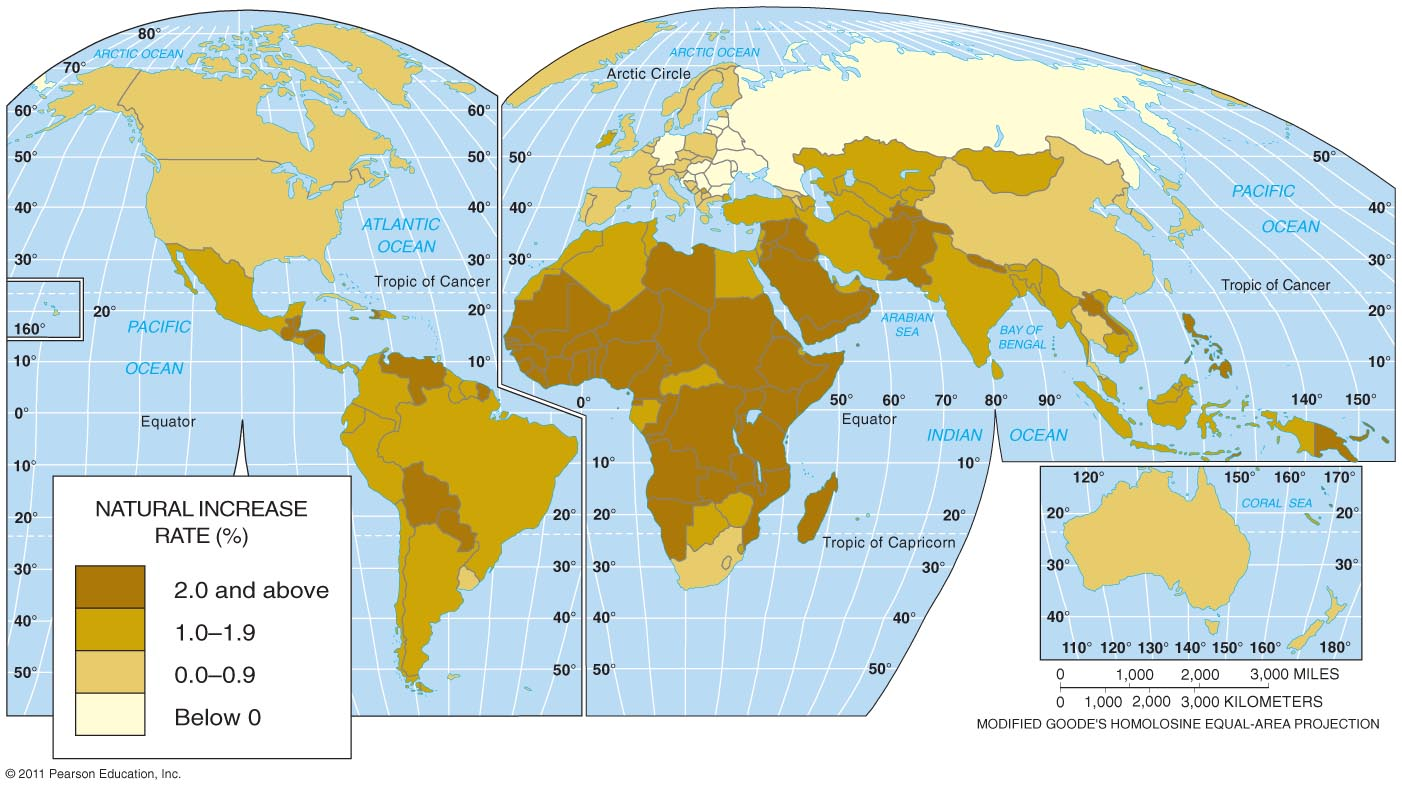 80°
ARCTIC OCEAN
70°
60°
60°
50°
50°
40°
40°
ATLANTIC
OCEAN
30°
30°
Tropic of Cancer
20°
20°
160°
PACIFIC
OCEAN
10°
10°
0°
Equator
10°
20°
20°
30°
30°
40°
40°
50°
50°
ARCTIC OCEAN
Arctic Circle
50°
50°
40°
40°
PACIFIC
OCEAN
30°
30°
Tropic of Cancer
20°
ARABIAN
SEA
BAY OF
BENGAL
10°
0°
50°
60°
70°
80°
90°
140°
150°
Equator
INDIAN
OCEAN
10°
10°
20°
20°
Tropic of Capricorn
30°
30°
40°
40°
50°
50°
120°
150°
160°
170°
CORAL SEA
20°
20°
30°
30°
40°
110°
120°
130°
140°
150°
160°
180°
NATURAL INCREASE
RATE (%)
2.0 and above
1.0–1.9
0.0–0.9
Below 0
0 1,000 2,000 3,000 MILES
0 1,000 2,000 3,000 KILOMETERS
MODIFIED GOODE'S HOMOLOSINE EQUAL-AREA PROJECTION
© 2011 Pearson Education, Inc.